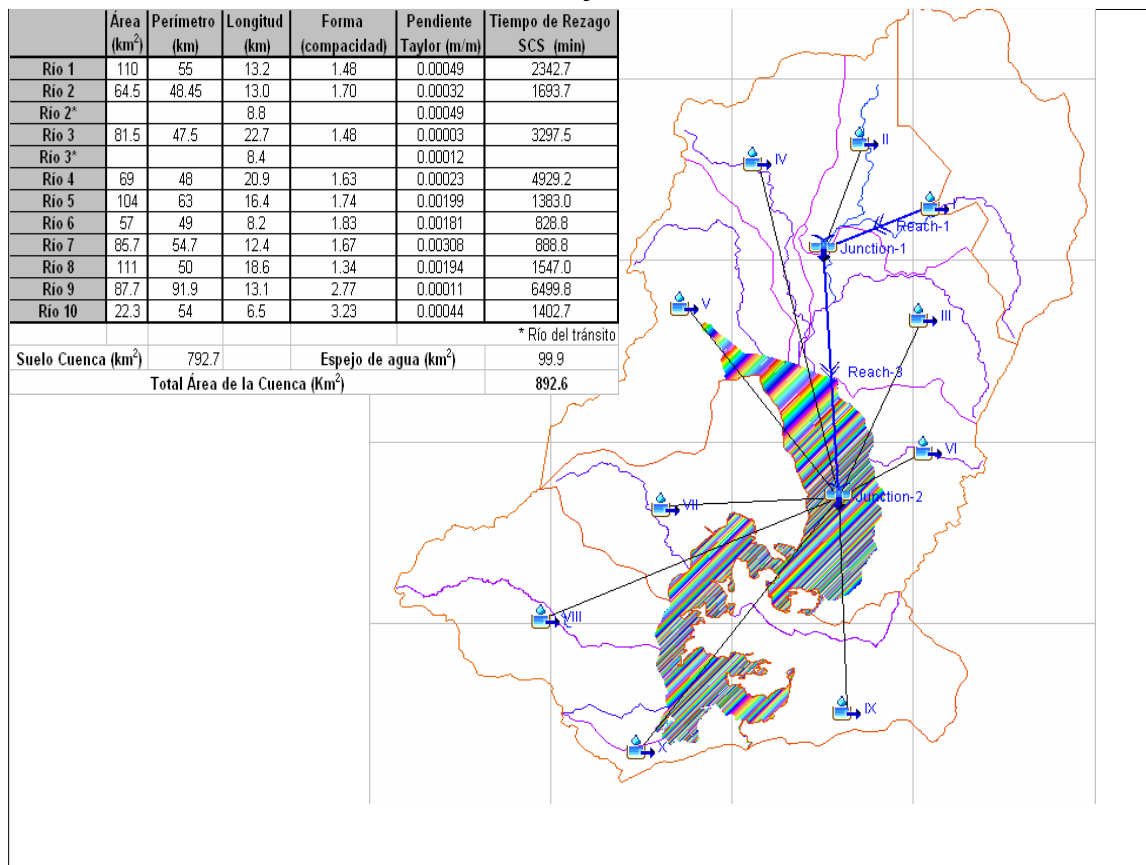 Área Perímetro Longitud Forma Pendiente Tiempo de Rezago
(km²) (km) (km) (compacidad) Taylor (m/m) SCS (min)
Río 1 110 55 13.2 1.48 0.00049 2342.7
Río 2 64.5 48.45 13.0 1.70 0.00032 1693.7
Río 2* 8.8 0.00049
Río 3 81.5 47.5 22.7 1.48 0.00003 3297.5
Río 3* 8.4 0.00012
Río 4 69 48 20.9 1.63 0.00023 4929.2
Río 5 104 63 16.4 1.74 0.00199 1383.0
Río 6 57 49 8.2 1.83 0.00181 828.8
Río 7 85.7 54.7 12.4 1.67 0.00308 888.8
Río 8 111 50 18.6 1.34 0.00194 1547.0
Río 9 87.7 91.9 13.1 2.77 0.00011 6499.8
Río 10 22.3 54 6.5 3.23 0.00044 1402.7
* Río del tránsito
Suelo Cuenca (km²) 792.7 Espejo de agua (km²) 99.9
Total Área de la Cuenca (Km²) 892.6
II
IV
I
Reach-1
Junction-1
V
III
Reach-3
VI
Junction-2
VII
VIII
IX
X